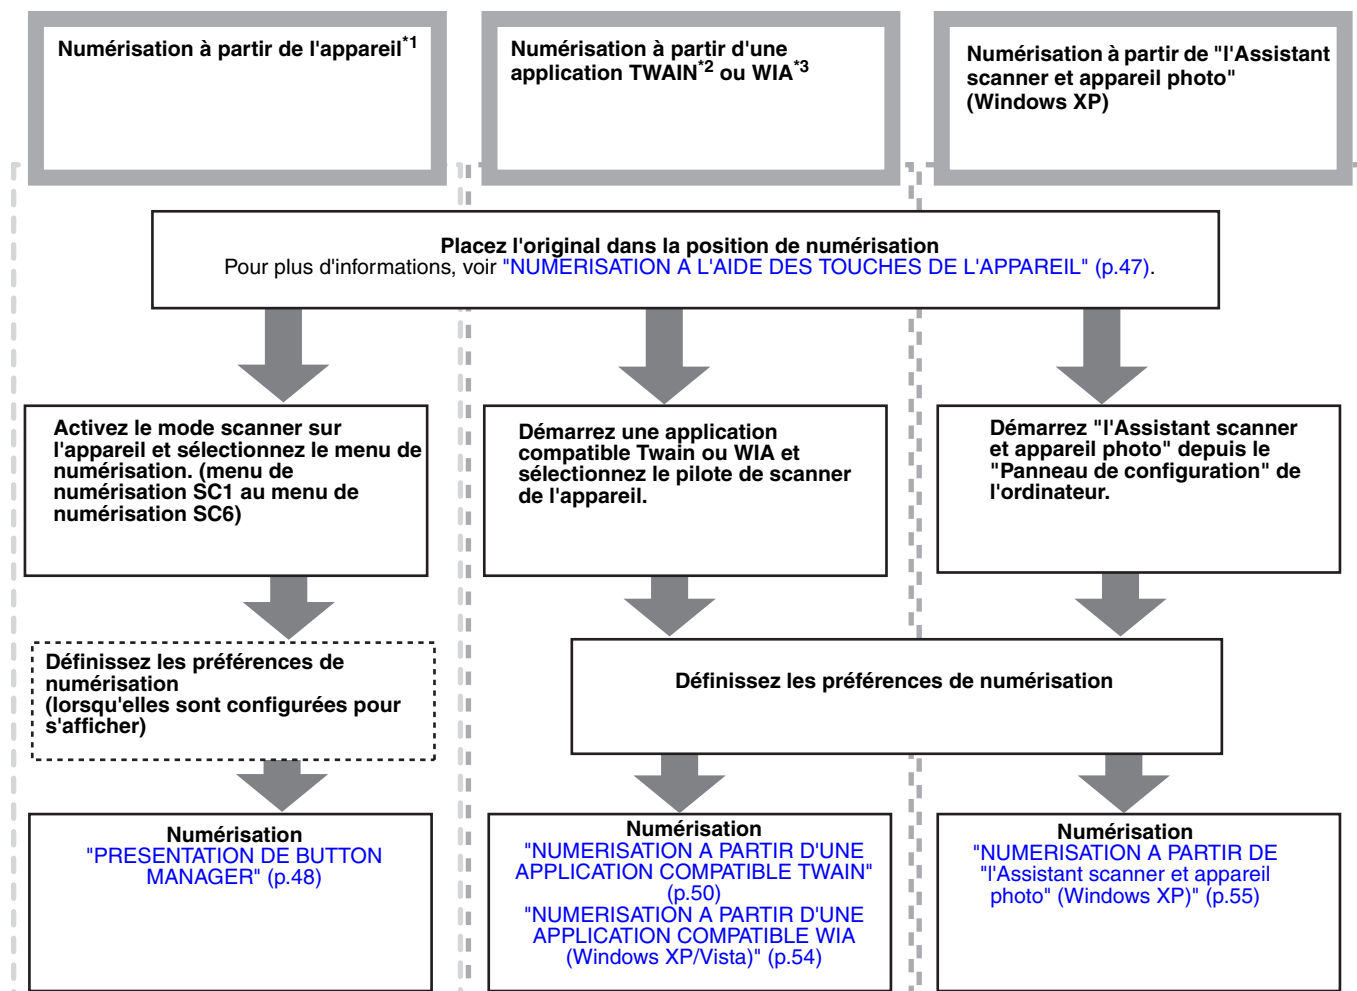 Numérisation à partir de l'appareil*1
Numérisation à partir d'une
application TWAIN*2 ou WIA*3
Numérisation à partir de "l'Assistant
scanner et appareil photo"
(Windows XP)
Placez l'original dans la position de numérisation
Pour plus d'informations, voir "NUMERISATION A L'AIDE DES TOUCHES DE L'APPAREIL" (p.47).
Activez le mode scanner sur
l'appareil et sélectionnez le menu de
numérisation. (menu de
numérisation SC1 au menu de
numérisation SC6)
Démarrez une application
compatible Twain ou WIA et
sélectionnez le pilote de scanner
de l'appareil.
Démarrez "l'Assistant scanner
et appareil photo" depuis le
"Panneau de configuration" de
l'ordinateur.
Définissez les préférences de
numérisation
(lorsqu'elles sont configurées pour
s'afficher)
Définissez les préférences de numérisation
Numérisation
"PRESENTATION DE BUTTON
MANAGER" (p.48)
Numérisation
"NUMERISATION A PARTIR D'UNE
APPLICATION COMPATIBLE TWAIN"
(p.50)
"NUMERISATION A PARTIR D'UNE
APPLICATION COMPATIBLE WIA
(Windows XP/Vista)" (p.54)
Numérisation
"NUMERISATION A PARTIR DE
"l'Assistant scanner et appareil
photo" (Windows XP)" (p.55)